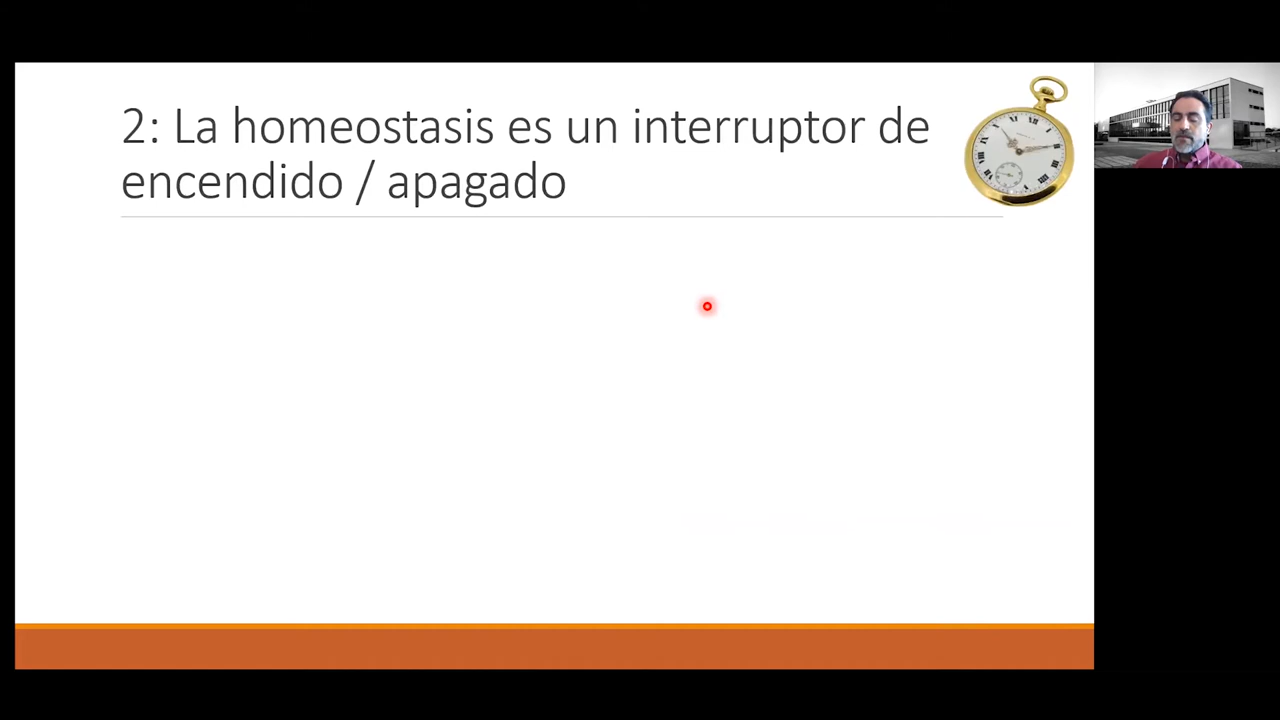 2: La homeostasis es un interruptor de
encendido / apagado